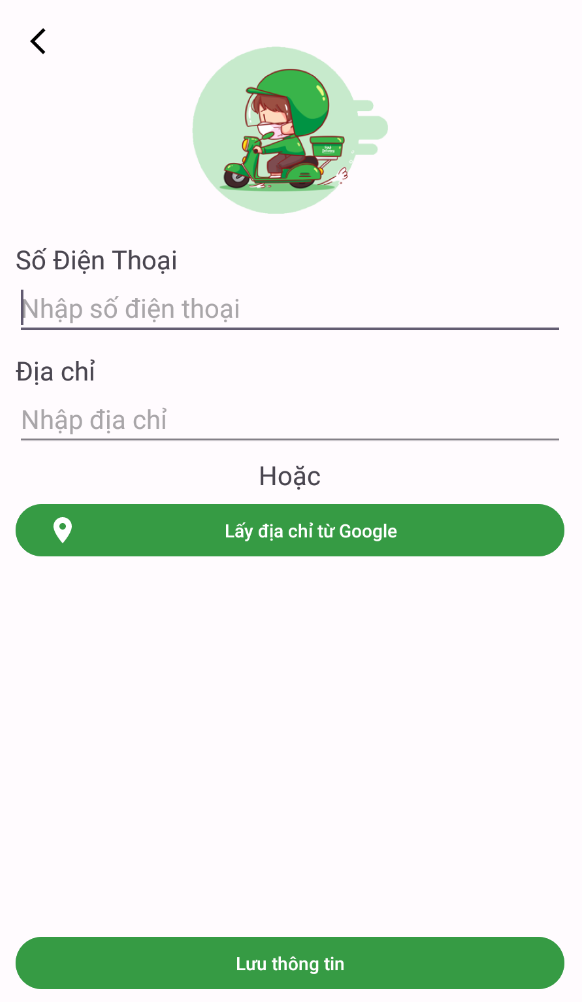 Số Điện Thoại
Nhập số điện thoại
Địa chỉ
Nhập địa chỉ
Hoặc
Lấy địa chỉ từ Google
Lưu thông tin